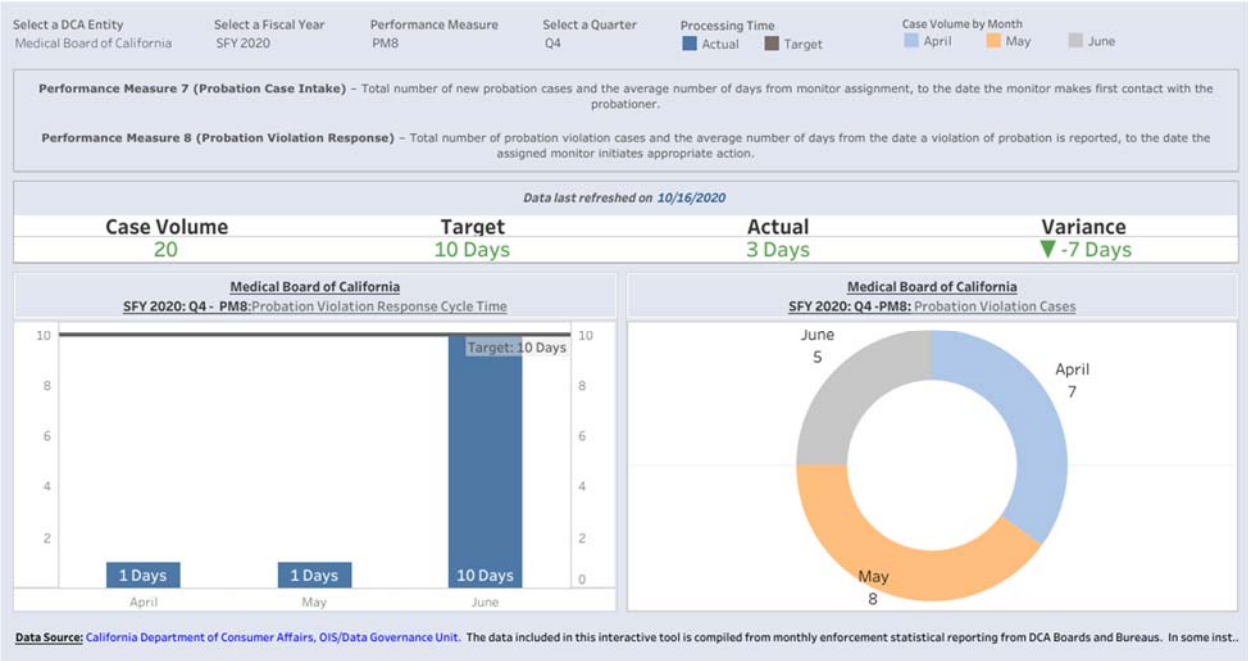 Select a DCA Entity
Medical Board of California
Select a Fiscal Year
SFY 2020
Performance Measure
PM8
Select a Quarter
Q4
Processing Time
Actual Target
Case Volume by Month
April May June
Performance Measure 7 (Probation Case Intake) – Total number of new probation cases and the average number of days from monitor assignment, to the date the monitor makes first contact with the
probationer.
Performance Measure 8 (Probation Violation Response) – Total number of probation violation cases and the average number of days from the date a violation of probation is reported, to the date the
assigned monitor initiates appropriate action.
Data last refreshed on 10/16/2020
Case Volume Target Actual Variance
20 10 Days 3 Days ▼ -7 Days
Medical Board of California
SFY 2020: Q4 - PM8:Probation Violation Response Cycle Time
10 10
Target: 10 Days
8 8
6 6
4 4
2 2
0
1 Days 1 Days 10 Days
April May June
Medical Board of California
SFY 2020: Q4 -PM8: Probation Violation Cases
June
5
April
7
May
8
Data Source: California Department of Consumer Affairs, OIS/Data Governance Unit. The data included in this interactive tool is compiled from monthly enforcement statistical reporting from DCA Boards and Bureaus. In some inst..